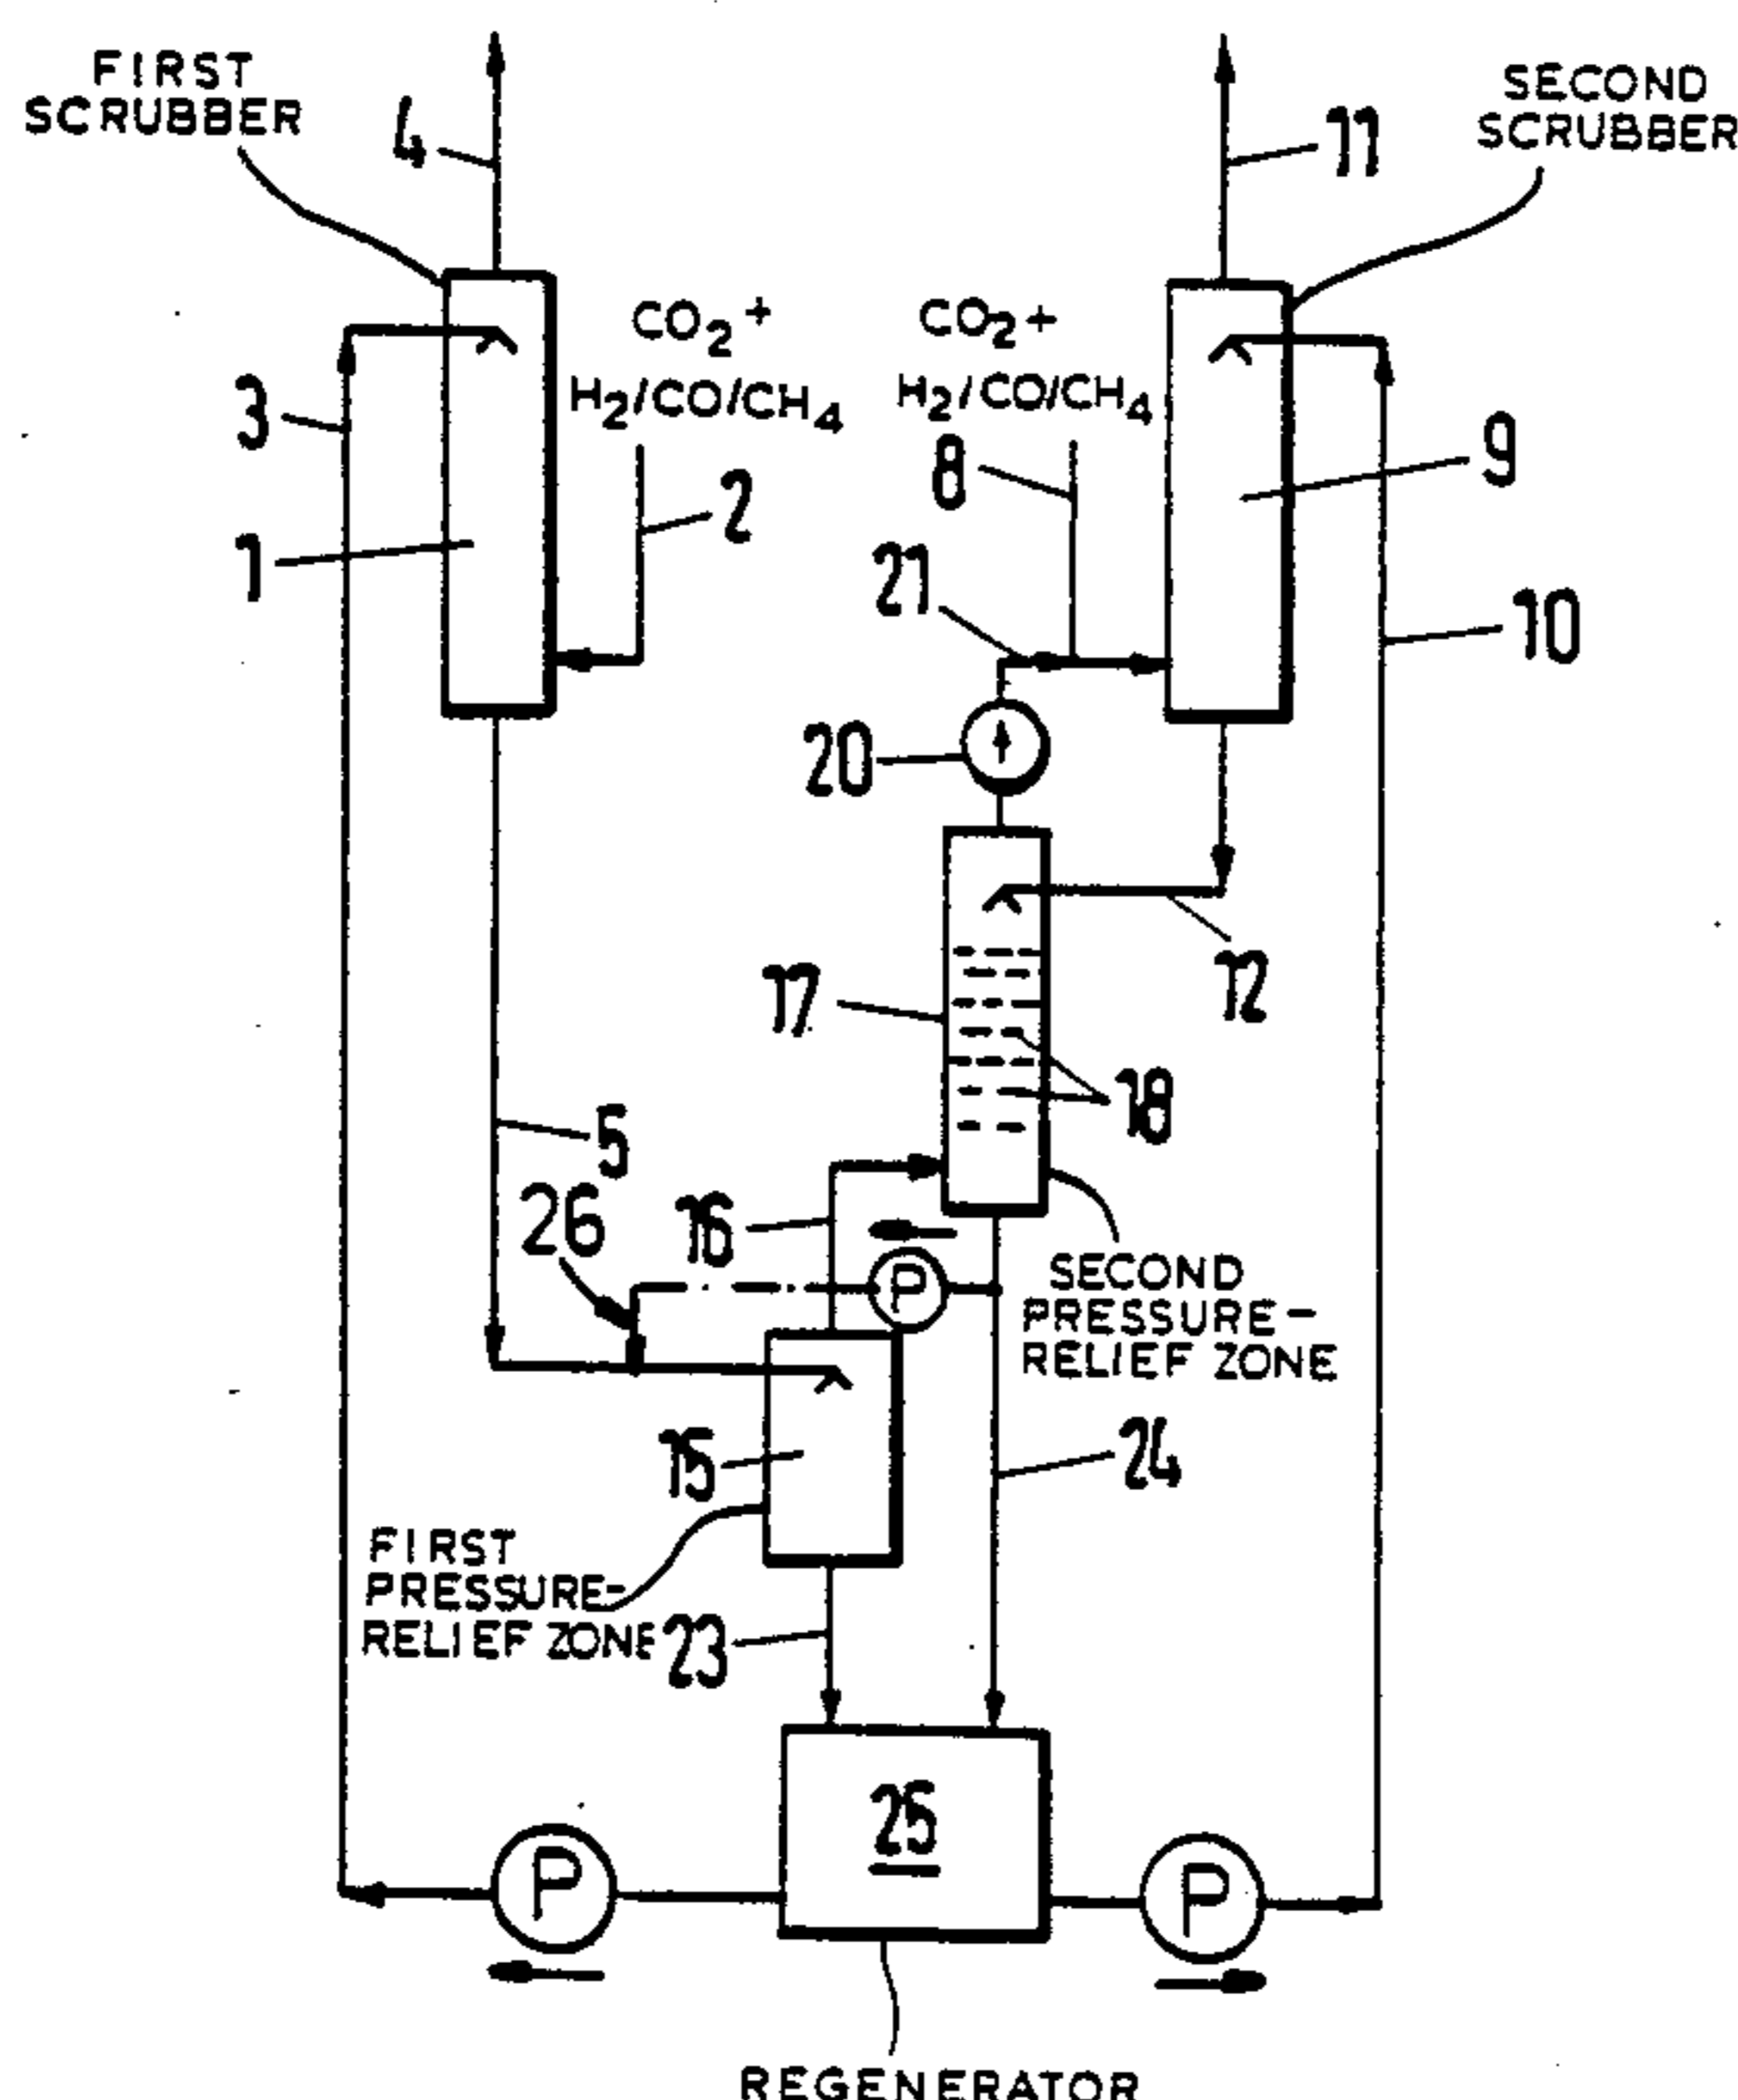 FIRST
SCRUBBER
4
11
SECOND
SCRUBBER
CO2+
H2/CO/CH4
CO2+
H2/CO/CH4
3
2
8
9
1
21
10
20
12
17
18
5
26
16
P
SECOND
PRESSURE-
RELIEF ZONE
15
24
FIRST
PRESSURE-
RELIEF ZONE
23
25
P
P
REGENERATOR